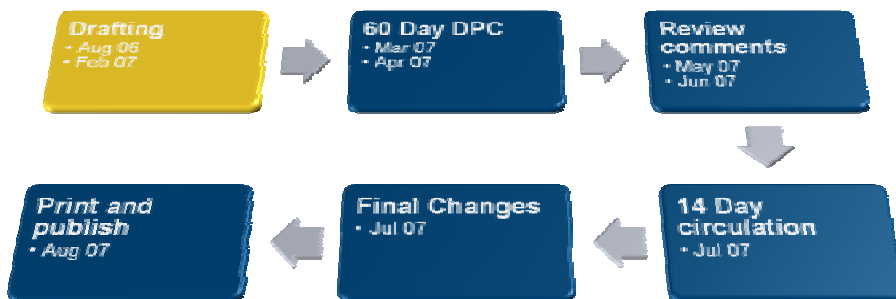 Drafting
• Aug 06
• Feb 07
60 Day DPC
• Mar 07
• Apr 07
Review
comments
• May 07
• Jun 07
14 Day
circulation
• Jul 07
Final Changes
• Jul 07
Print and
publish
• Aug 07